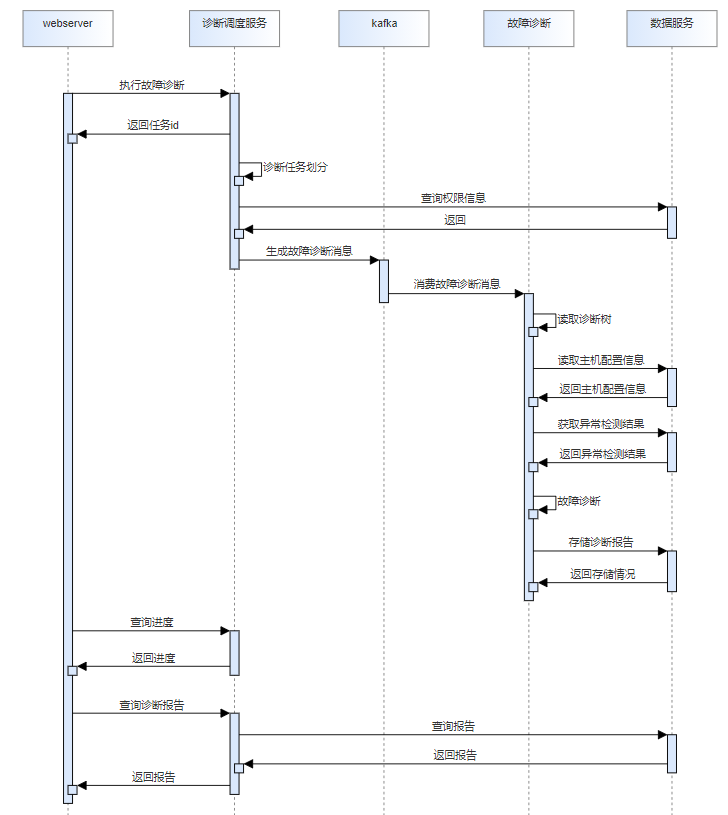 webserver
诊断调度服务
kafka
故障诊断
数据服务
执行故障诊断
返回任务id
诊断任务划分
查询权限信息
返回
生成故障诊断消息
消费故障诊断消息
读取诊断树
读取主机配置信息
返回主机配置信息
获取异常检测结果
返回异常检测结果
故障诊断
存储诊断报告
返回存储情况
查询进度
返回进度
查询诊断报告
查询报告
返回报告
返回报告